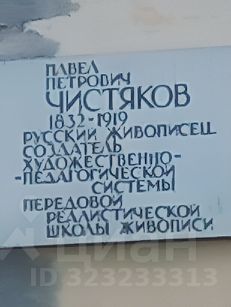 ПАВЕЛ
ПЕТРОВИЧ
ЧИСТЯКОВ
1832-1919
РУССКИЙ ЖИВОПИСЕЦ
СОЗДАТЕЛЬ
ХУДОЖЕСТВЕННО-
-ПЕДАГОГИЧЕСКОЙ
СИСТЕМЫ
ПЕРЕДОВОЙ
РЕАЛИСТИЧЕСКОЙ
ШКОЛЫ ЖИВОПИСИ
циан
ID 323233313